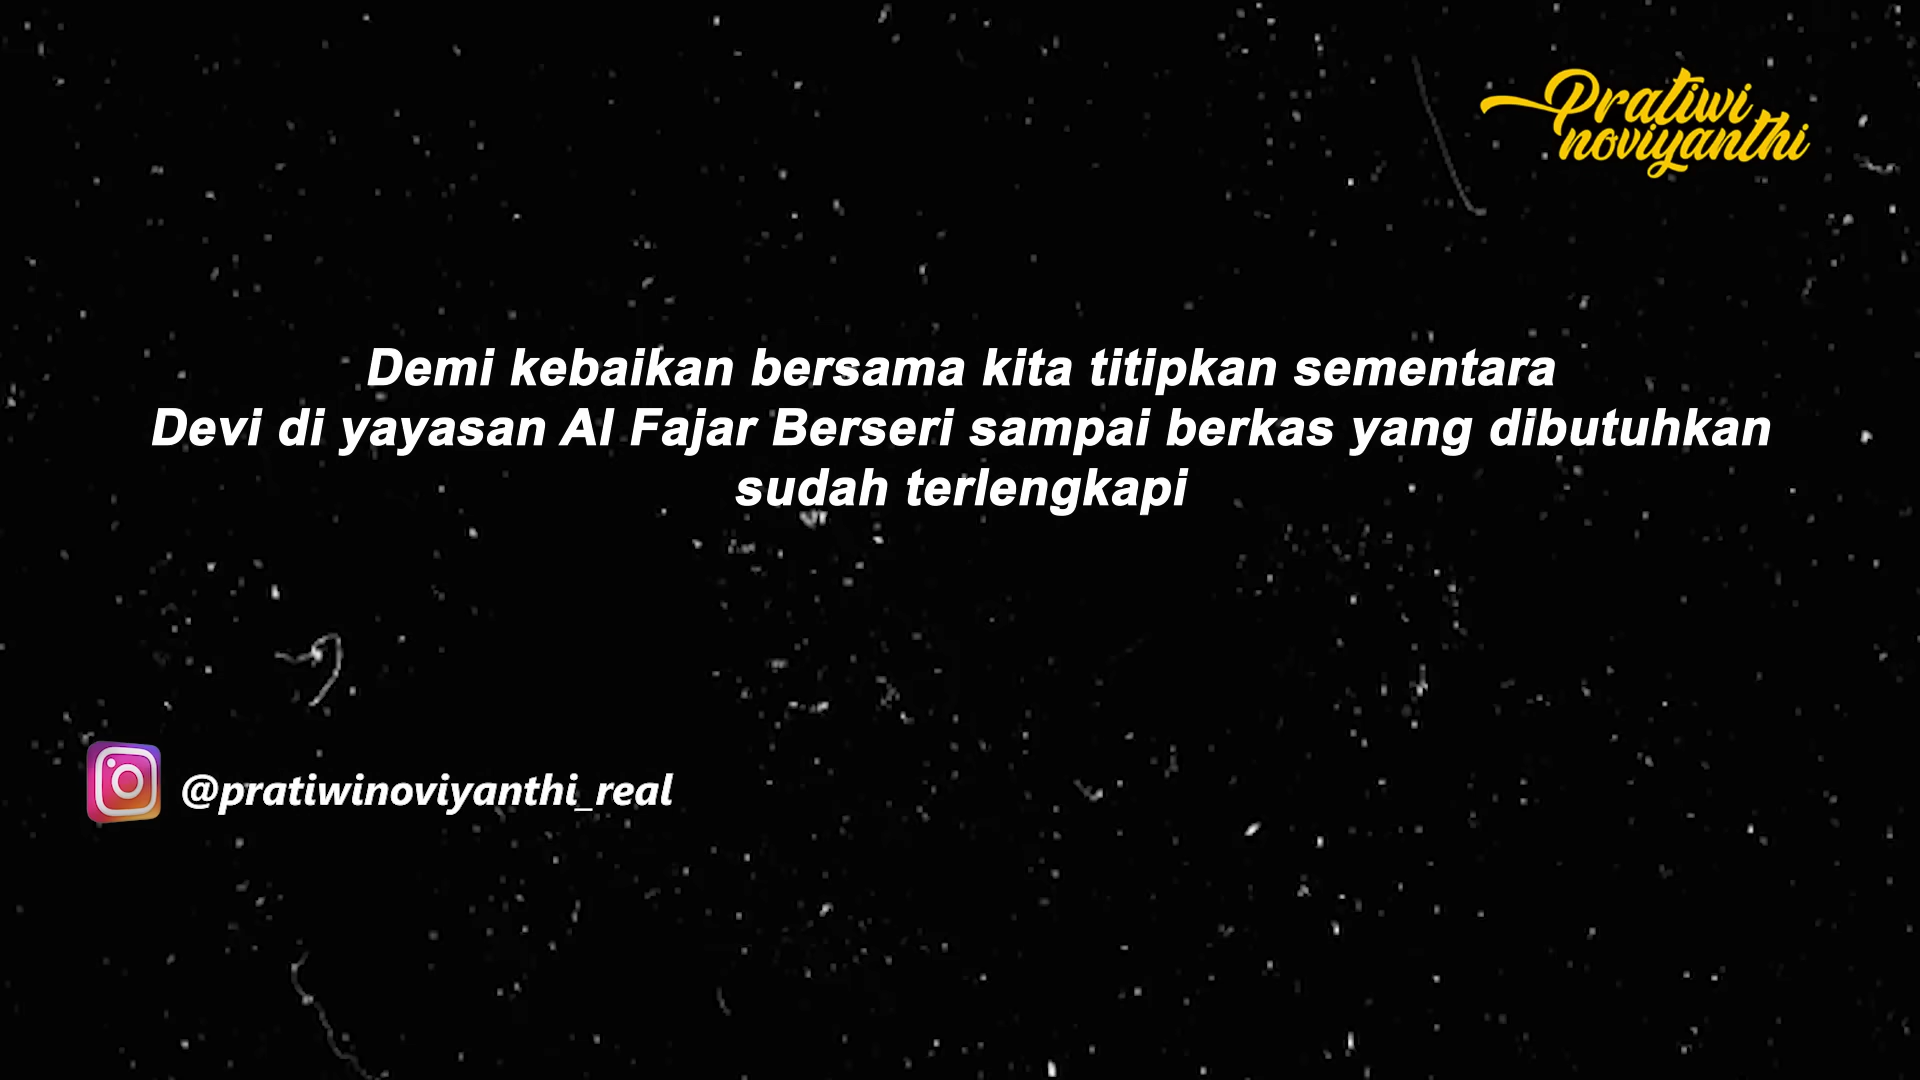 Pratiwi
noviyanthi
Demi kebaikan bersama kita titipkan sementara
Devi di yayasan Al Fajar Berseri sampai berkas yang dibutuhkan
sudah terlengkapi
@pratiwinoviyanthi_real